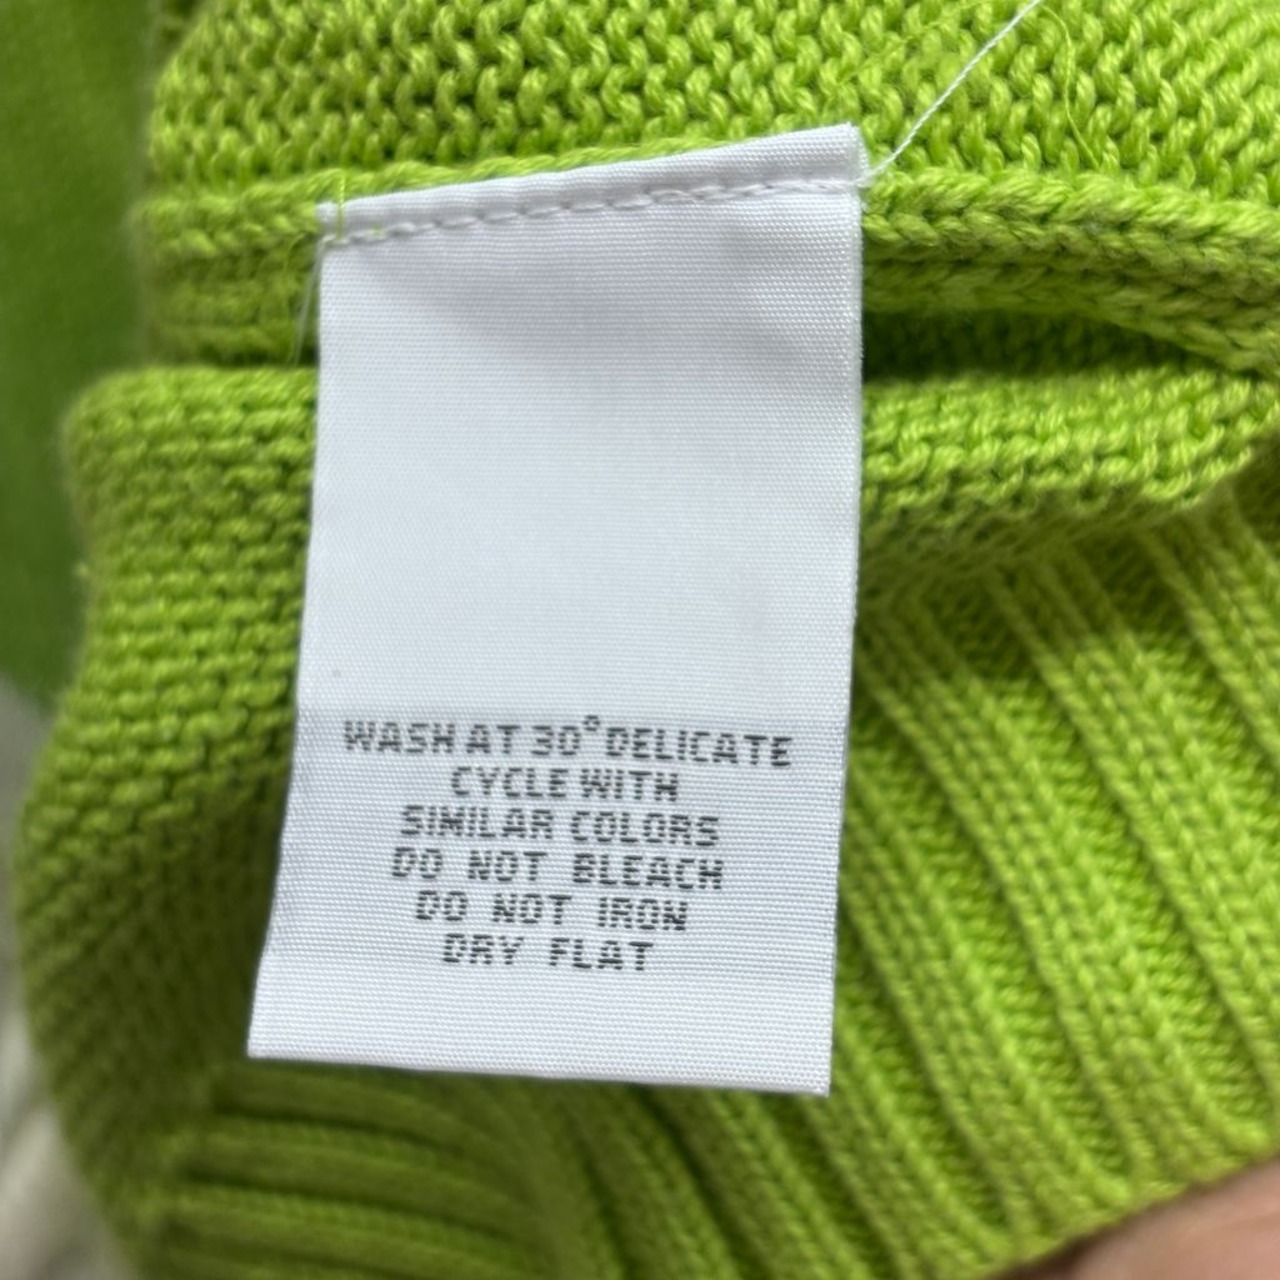 WASH AT 30° DELICATE
CYCLE WITH
SIMILAR COLORS
DO NOT BLEACH
DO NOT IRON
DRY FLAT